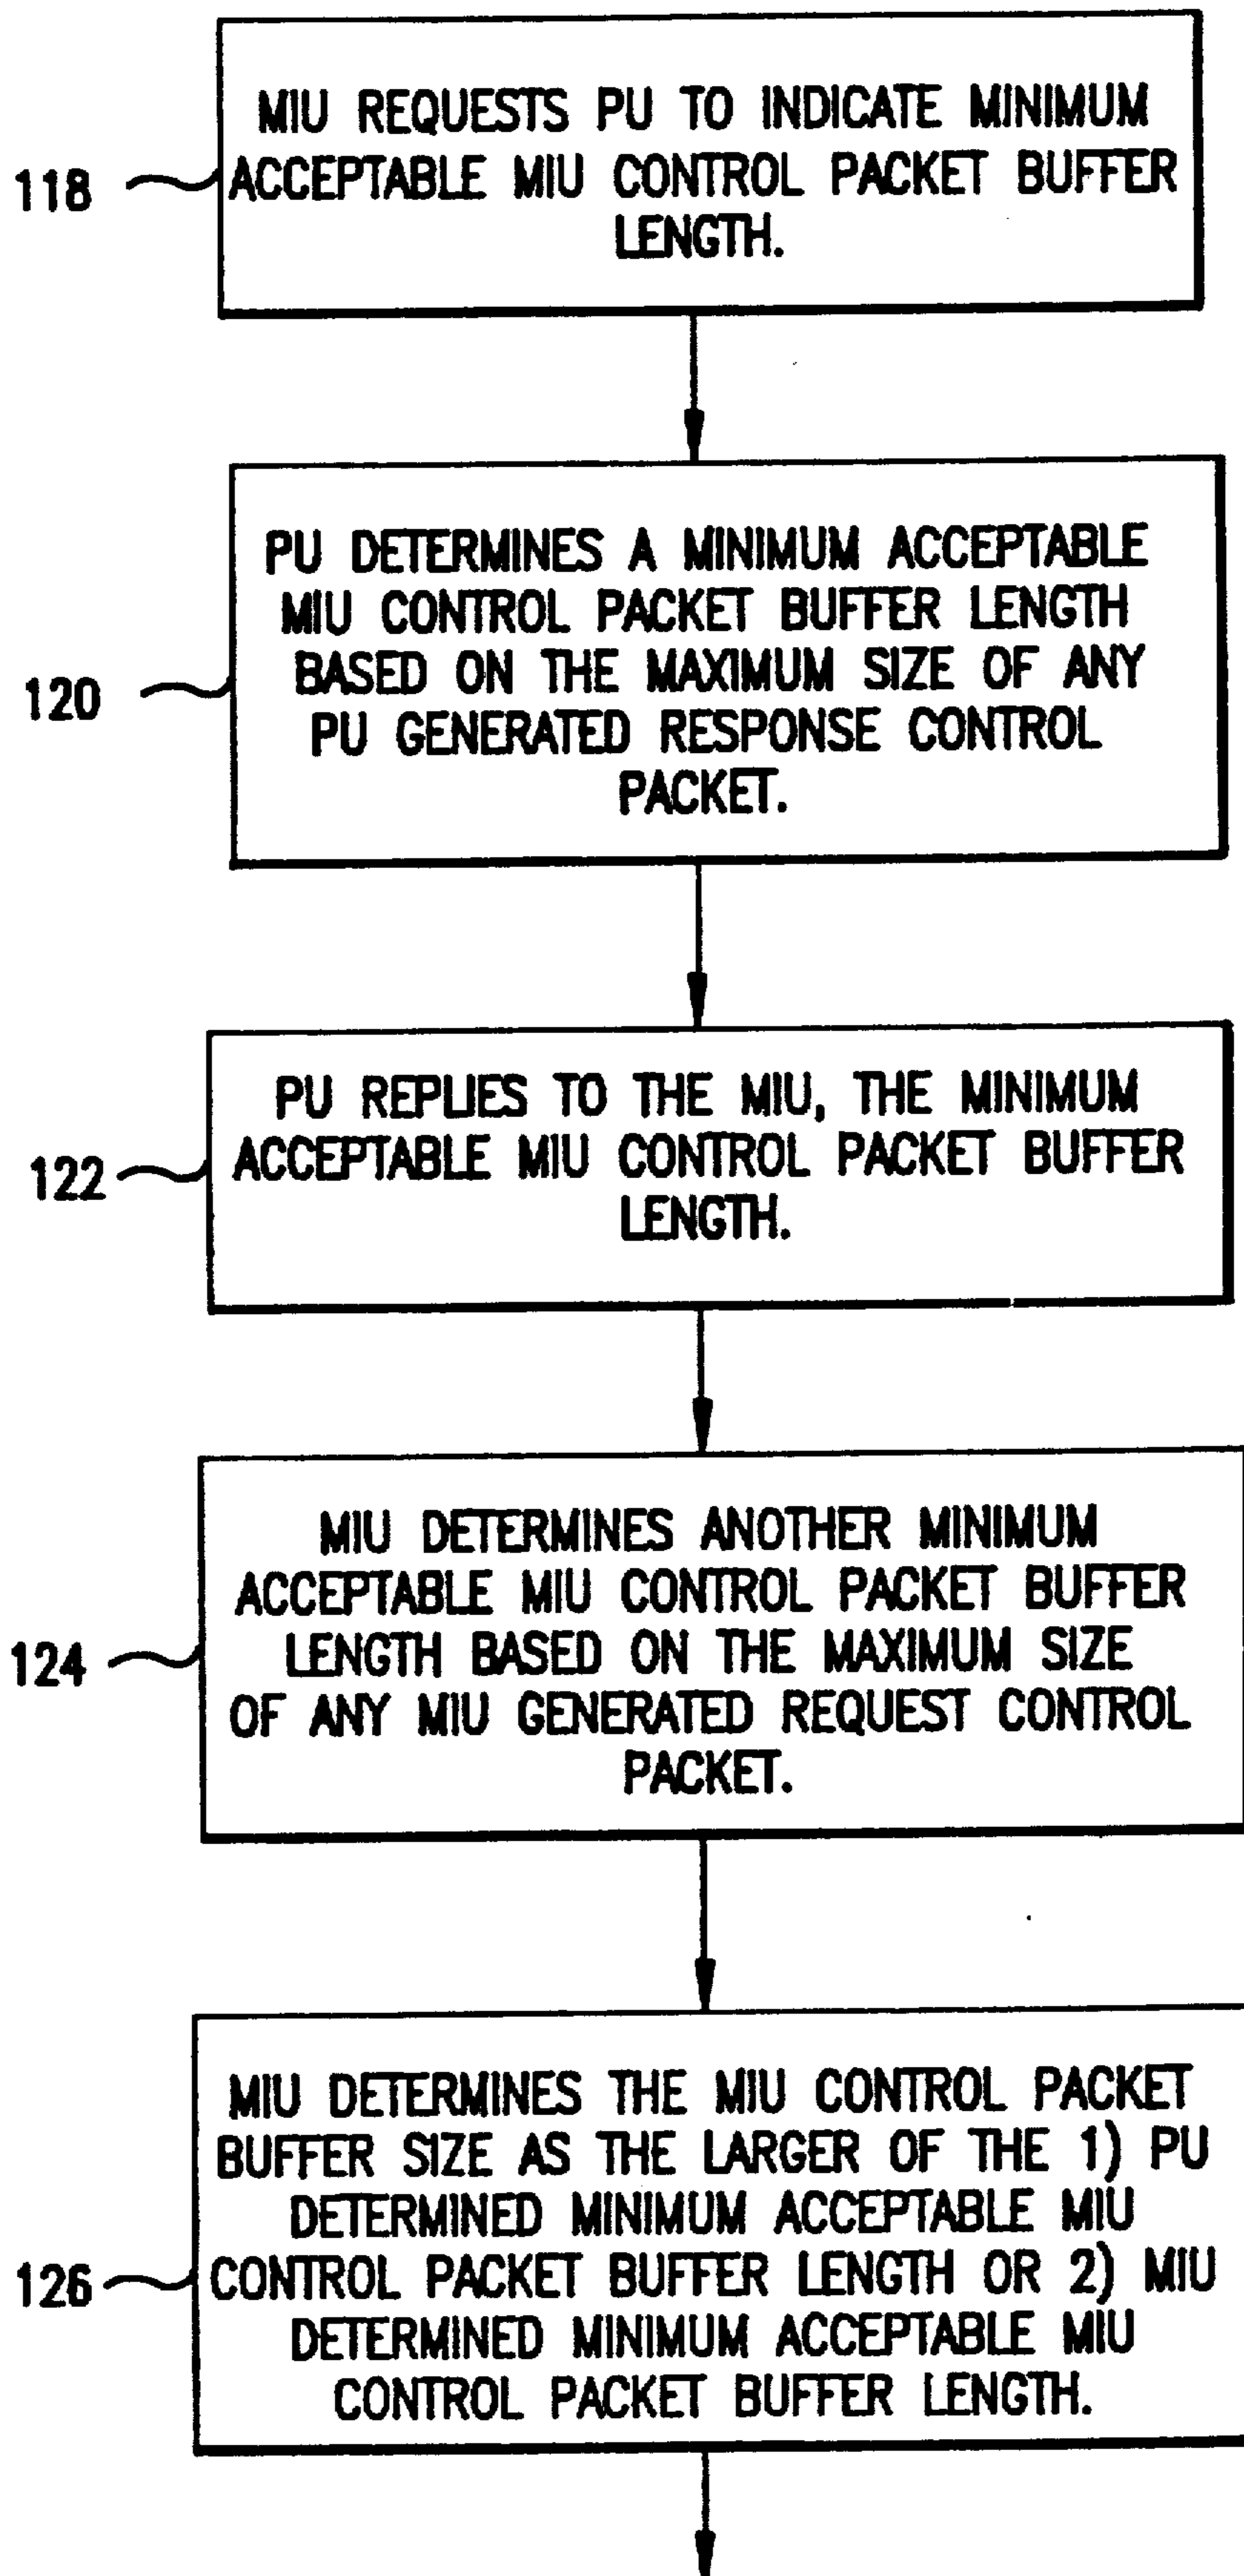 MIU REQUESTS PU TO INDICATE MINIMUM
ACCEPTABLE MIU CONTROL PACKET BUFFER
LENGTH.
118
PU DETERMINES A MINIMUM ACCEPTABLE
MIU CONTROL PACKET BUFFER LENGTH
BASED ON THE MAXIMUM SIZE OF ANY
PU GENERATED RESPONSE CONTROL
PACKET.
120
PU REPLIES TO THE MIU, THE MINIMUM
ACCEPTABLE MIU CONTROL PACKET BUFFER
LENGTH.
122
MIU DETERMINES ANOTHER MINIMUM
ACCEPTABLE MIU CONTROL PACKET BUFFER
LENGTH BASED ON THE MAXIMUM SIZE
OF ANY MIU GENERATED REQUEST CONTROL
PACKET.
124
MIU DETERMINES THE MIU CONTROL PACKET
BUFFER SIZE AS THE LARGER OF THE 1) PU
DETERMINED MINIMUM ACCEPTABLE MIU
CONTROL PACKET BUFFER LENGTH OR 2) MIU
DETERMINED MINIMUM ACCEPTABLE MIU
CONTROL PACKET BUFFER LENGTH.
126